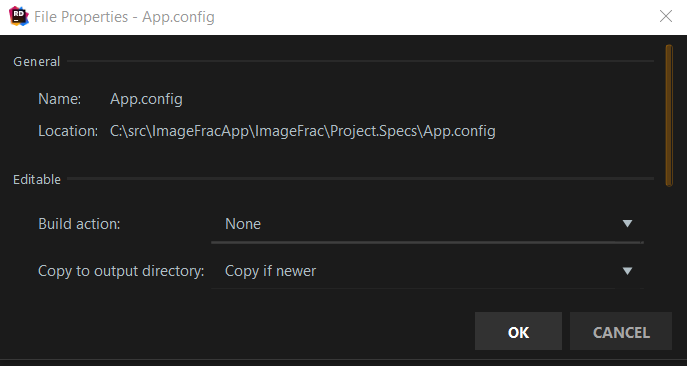 RD
File Properties - App.config
General
Name: App.config
Location: C:\src\ImageFracApp\ImageFrac\Project.Specs\App.config
Editable
Build action: None
Copy to output directory: Copy if newer
OK CANCEL